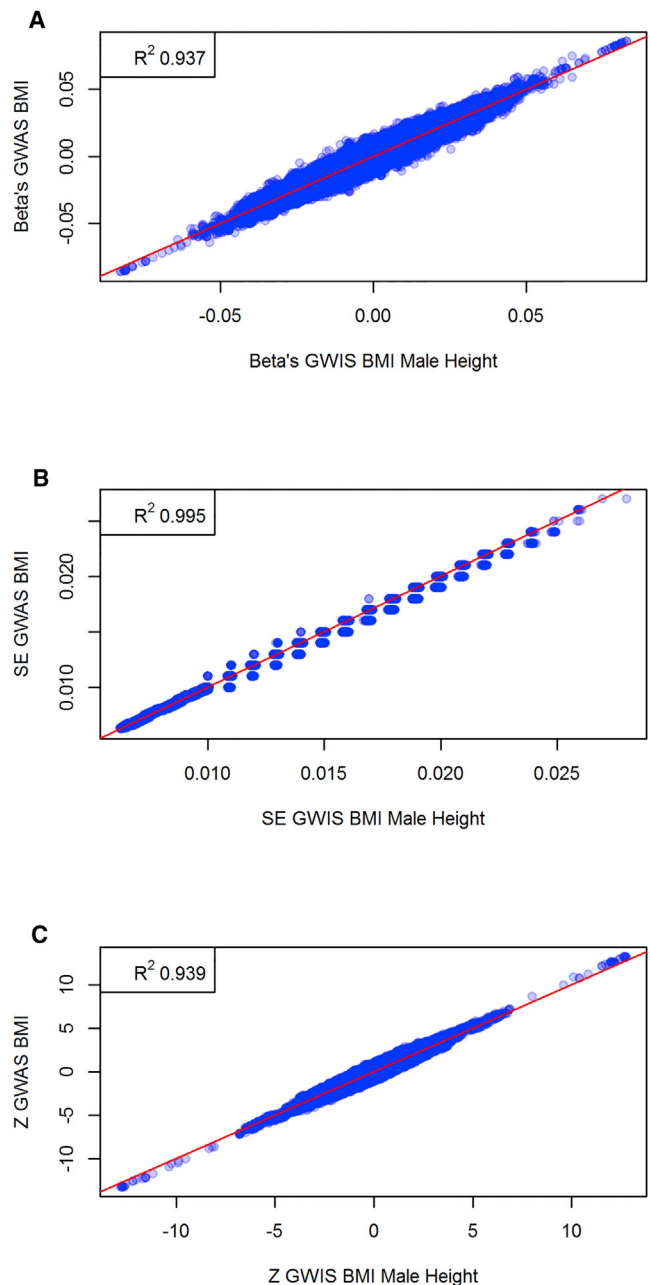 A
R² 0.937
Beta's GWAS BMI
0.05
0.00
-0.05
-0.05 0.00 0.05
Beta's GWIS BMI Male Height
B
R² 0.995
SE GWAS BMI
0.020
0.010
0.010 0.015 0.020 0.025
SE GWIS BMI Male Height
C
R² 0.939
Z GWAS BMI
10
5
0
-5
-10
-10 -5 0 5 10
Z GWIS BMI Male Height